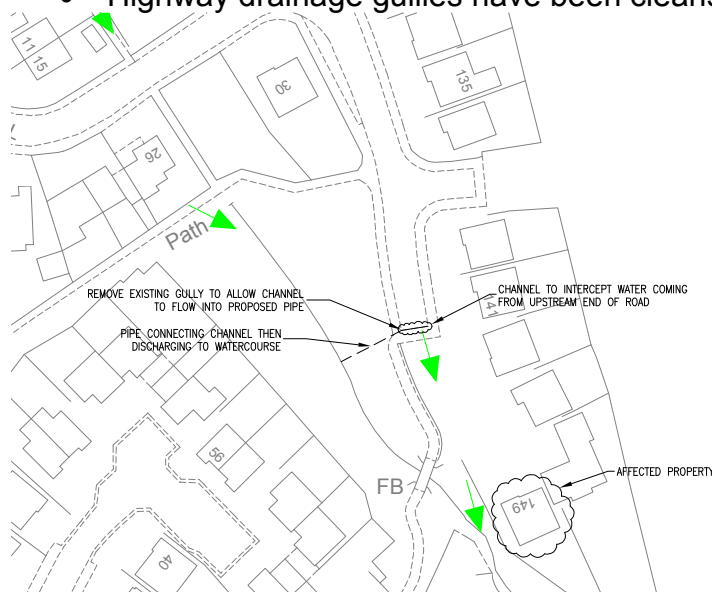 Highway drainage gullies have been cleans
11 15
30
135
26
Path
REMOVE EXISTING GULLY TO ALLOW CHANNEL
TO FLOW INTO PROPOSED PIPE
CHANNEL TO INTERCEPT WATER COMING
FROM UPSTREAM END OF ROAD
141
PIPE CONNECTING CHANNEL THEN
DISCHARGING TO WATERCOURSE
56
FB
AFFECTED PROPERTY
149
40